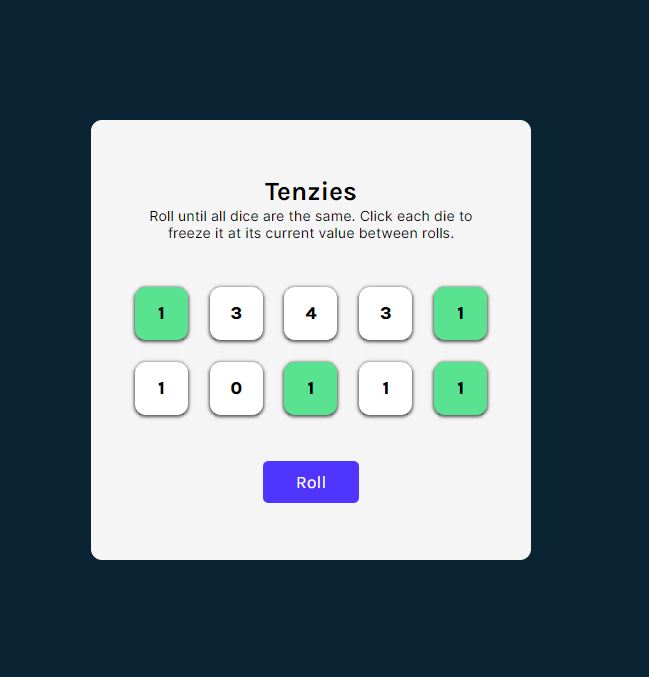 Tenzies
Roll until all dice are the same. Click each die to
freeze it at its current value between rolls.
1 3 4 3 1
1 0 1 1 1
Roll